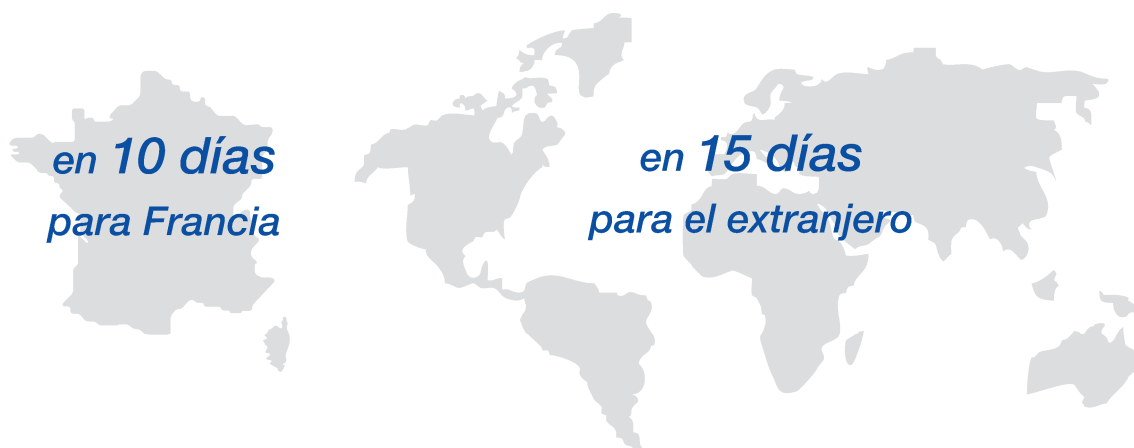 en 10 días
para Francia
en 15 días
para el extranjero